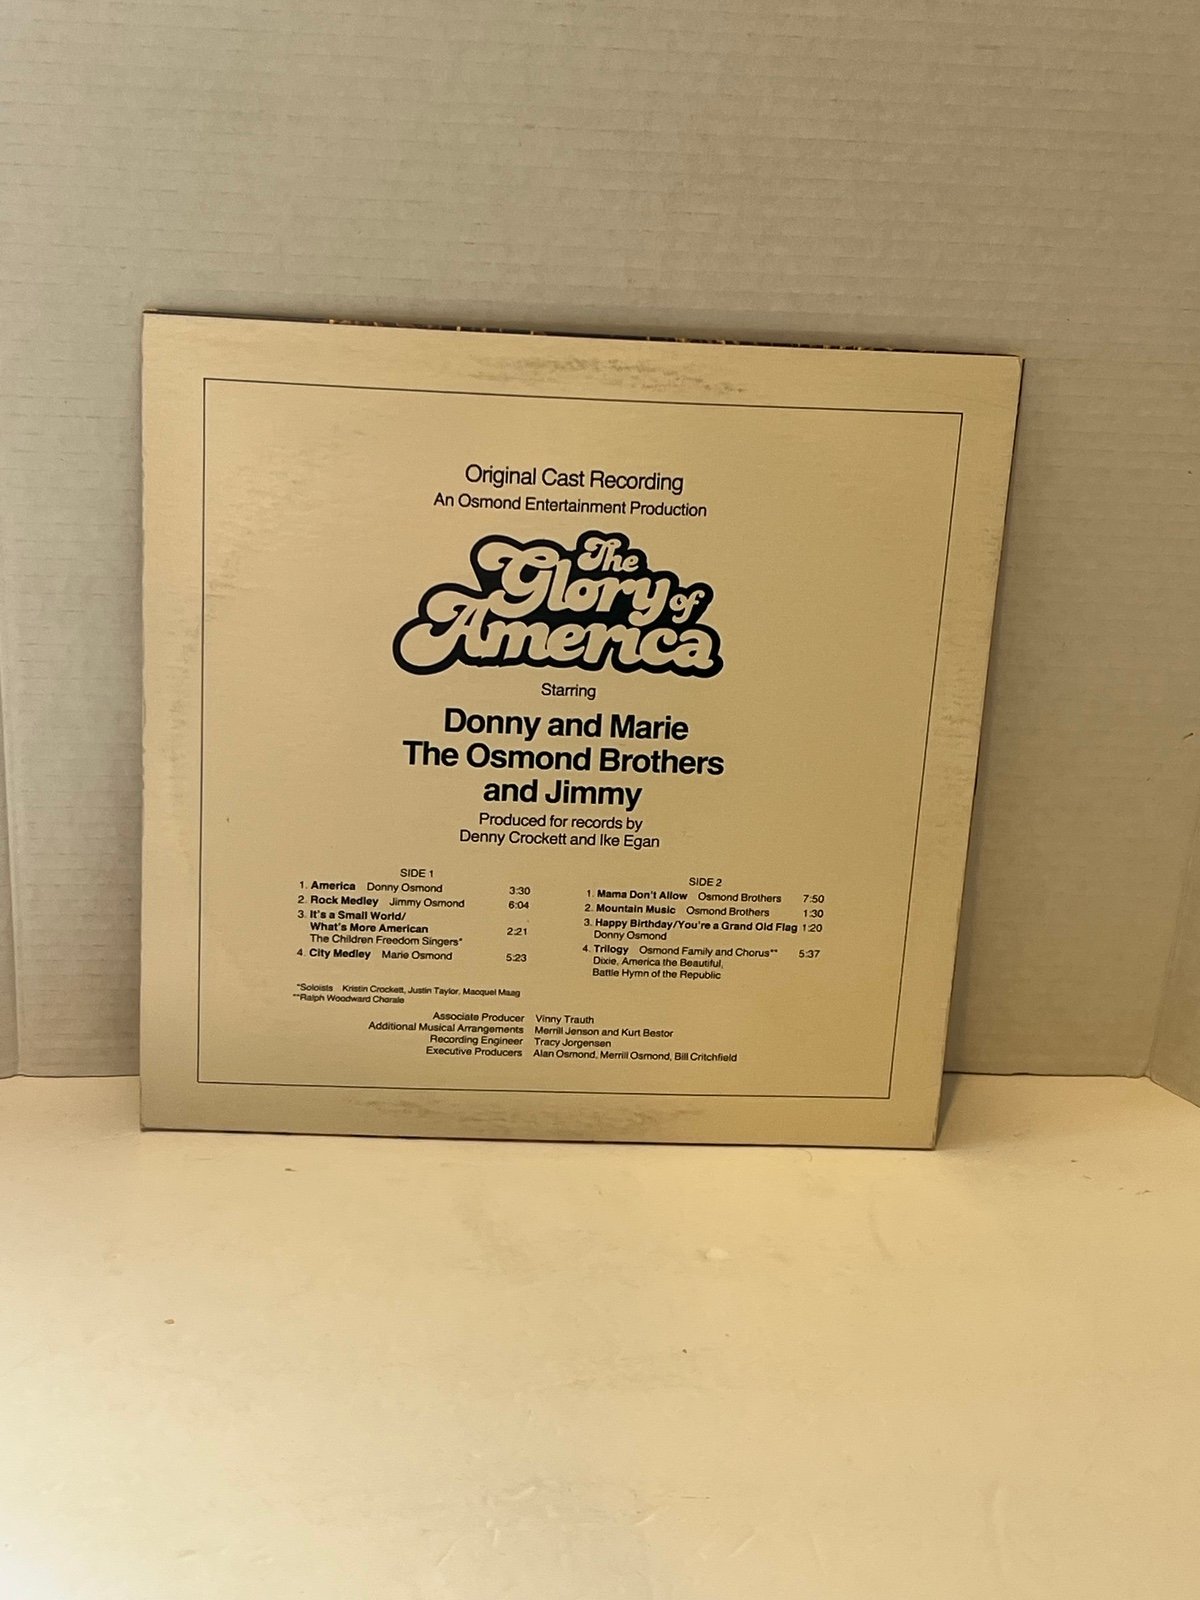 Original Cast Recording
An Osmond Entertainment Production
The
Glory of
America
Starring
Donny and Marie
The Osmond Brothers
and Jimmy
Produced for records by
Denny Crockett and Ike Egan
SIDE 1
1. America Donny Osmond 3:30
2. Rock Medley Jimmy Osmond 6:04
3. It's a Small World/
What's More American 2:21
The Children Freedom Singers*
4. City Medley Marie Osmond 5:23
SIDE 2
1. Mama Don't Allow Osmond Brothers 7:50
2. Mountain Music Osmond Brothers 1:30
3. Happy Birthday/You're a Grand Old Flag 1:20
Donny Osmond
4. Trilogy Osmond Family and Chorus** 5:37
Dixie, America the Beautiful,
Battle Hymn of the Republic
*Soloists Kristin Crockett, Justin Taylor, Macquel Maag
**Ralph Woodward Chorale
Associate Producer Vinny Trauth
Additional Musical Arrangements Merrill Jenson and Kurt Bestor
Recording Engineer Tracy Jorgensen
Executive Producers Alan Osmond, Merrill Osmond, Bill Critchfield